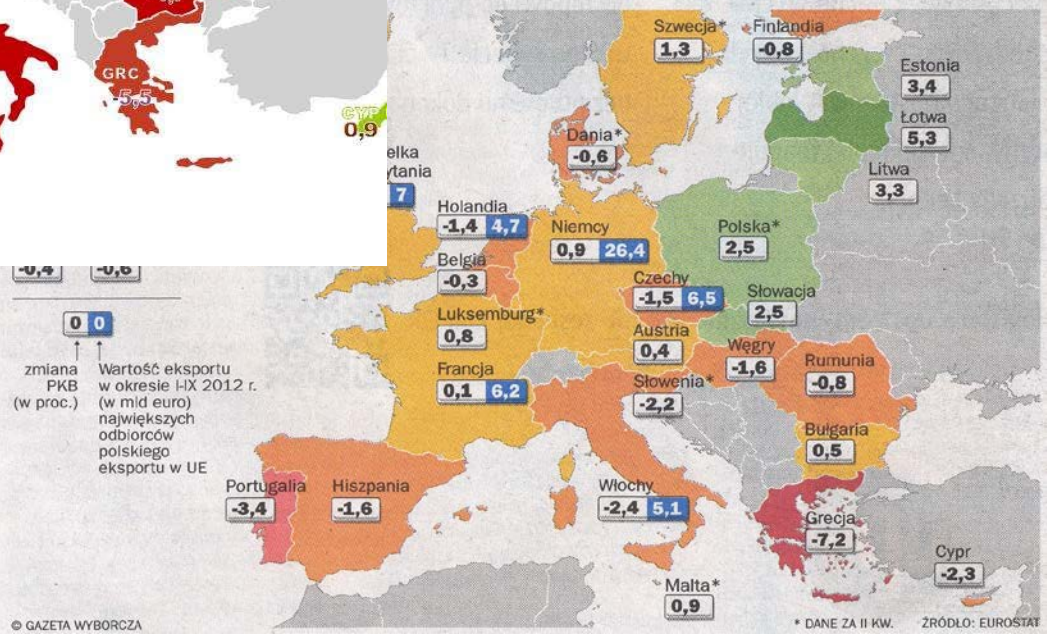 GRC
-5,5
CYP
0,9
Szwecja*
1,3
Finlandia
-0,8
Estonia
3,4
Łotwa
5,3
Litwa
3,3
Dania*
-0,6
elka
ytania
7
Holandia
-1,4 4,7
Niemcy
0,9 26,4
Polska*
2,5
Belgia
-0,3
Czechy
-1,5 6,5
Słowacja
2,5
Luksemburg*
0,8
Austria
0,4
Węgry
-1,6
Rumunia
-0,8
Francja
0,1 6,2
Słowenia*
-2,2
Bułgaria
0,5
-0,4 -0,6
0 0
zmiana
PKB
(w proc.)
Wartość eksportu
w okresie I-IX 2012 r.
(w mld euro)
największych
odbiorców
polskiego
eksportu w UE
Portugalia
-3,4
Hiszpania
-1,6
Włochy
-2,4 5,1
Grecja
-7,2
Cypr
-2,3
Malta*
0,9
© GAZETA WYBORCZA
* DANE ZA II KW. ŹRÓDŁO: EUROSTAT